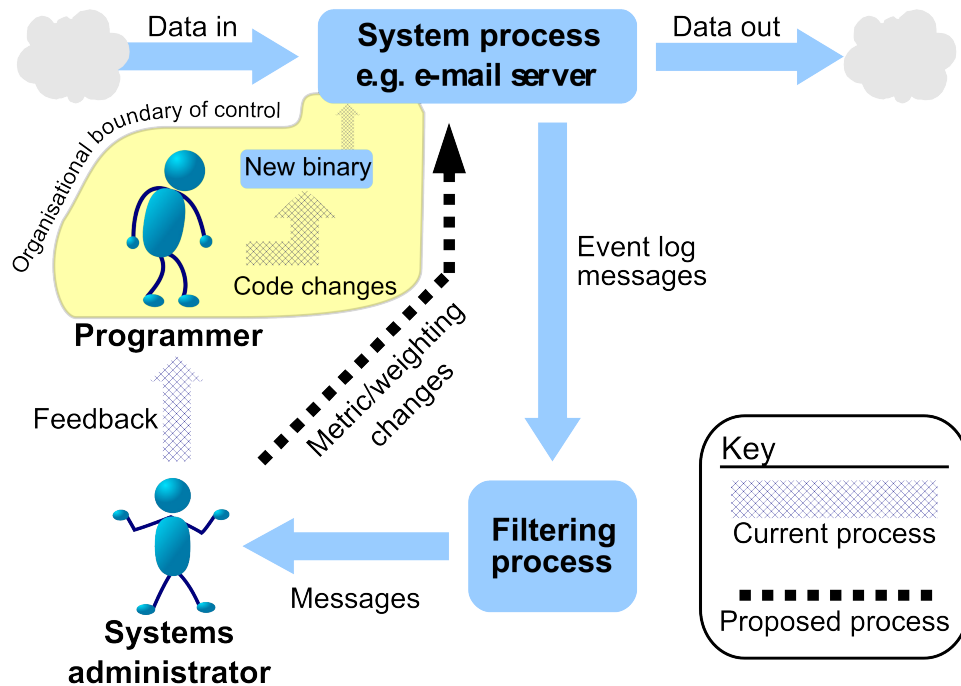 Data in
System process
e.g. e-mail server
Data out
Organisational boundary of control
New binary
Code changes
Programmer
Event log
messages
Metric/weighting
changes
Feedback
Key
Current process
Proposed process
Filtering
process
Messages
Systems
administrator